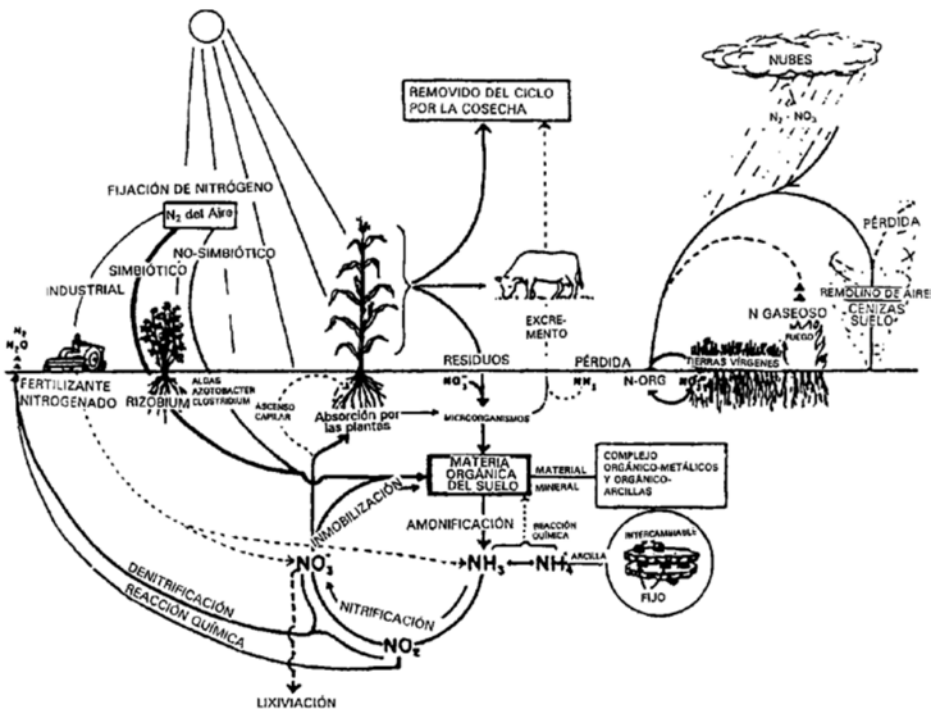 NUBES
REMOVIDO DEL CICLO
POR LA COSECHA
N₂ - NO₃
FIJACIÓN DE NITRÓGENO
N₂ del Aire
PÉRDIDA
NO-SIMBIÓTICO
SIMBIÓTICO
INDUSTRIAL
REMOLINO DE AIRE
CENIZAS
SUELO
N GASEOSO
FUEGO
EXCRE-
MENTO
N₂
N₂O
RESIDUOS
PÉRDIDA
TIERRAS VÍRGENES
FERTILIZANTE
NITROGENADO
RIZOBIUM
ALGAS
AZOTOBACTER
CLOSTRIDIUM
ASCENSO
CAPILAR
Absorción por
las plantas
NH₃
N-ORG
MICRORGANISMOS
MATERIA
ORGÁNICA
DEL SUELO
MATERIAL
MINERAL
COMPLEJO
ORGÁNICO-METÁLICOS
Y ORGÁNICO-
ARCILLAS
INMOBILIZACIÓN
AMONIFICACIÓN
REACCIÓN
QUÍMICA
NO₃⁻
NH₃
NH₄⁺
ARCILLA
INTERCAMBIABLE
FIJO
DENITRIFICACIÓN
REACCIÓN QUÍMICA
NITRIFICACIÓN
NO₂⁻
LIXIVIACIÓN